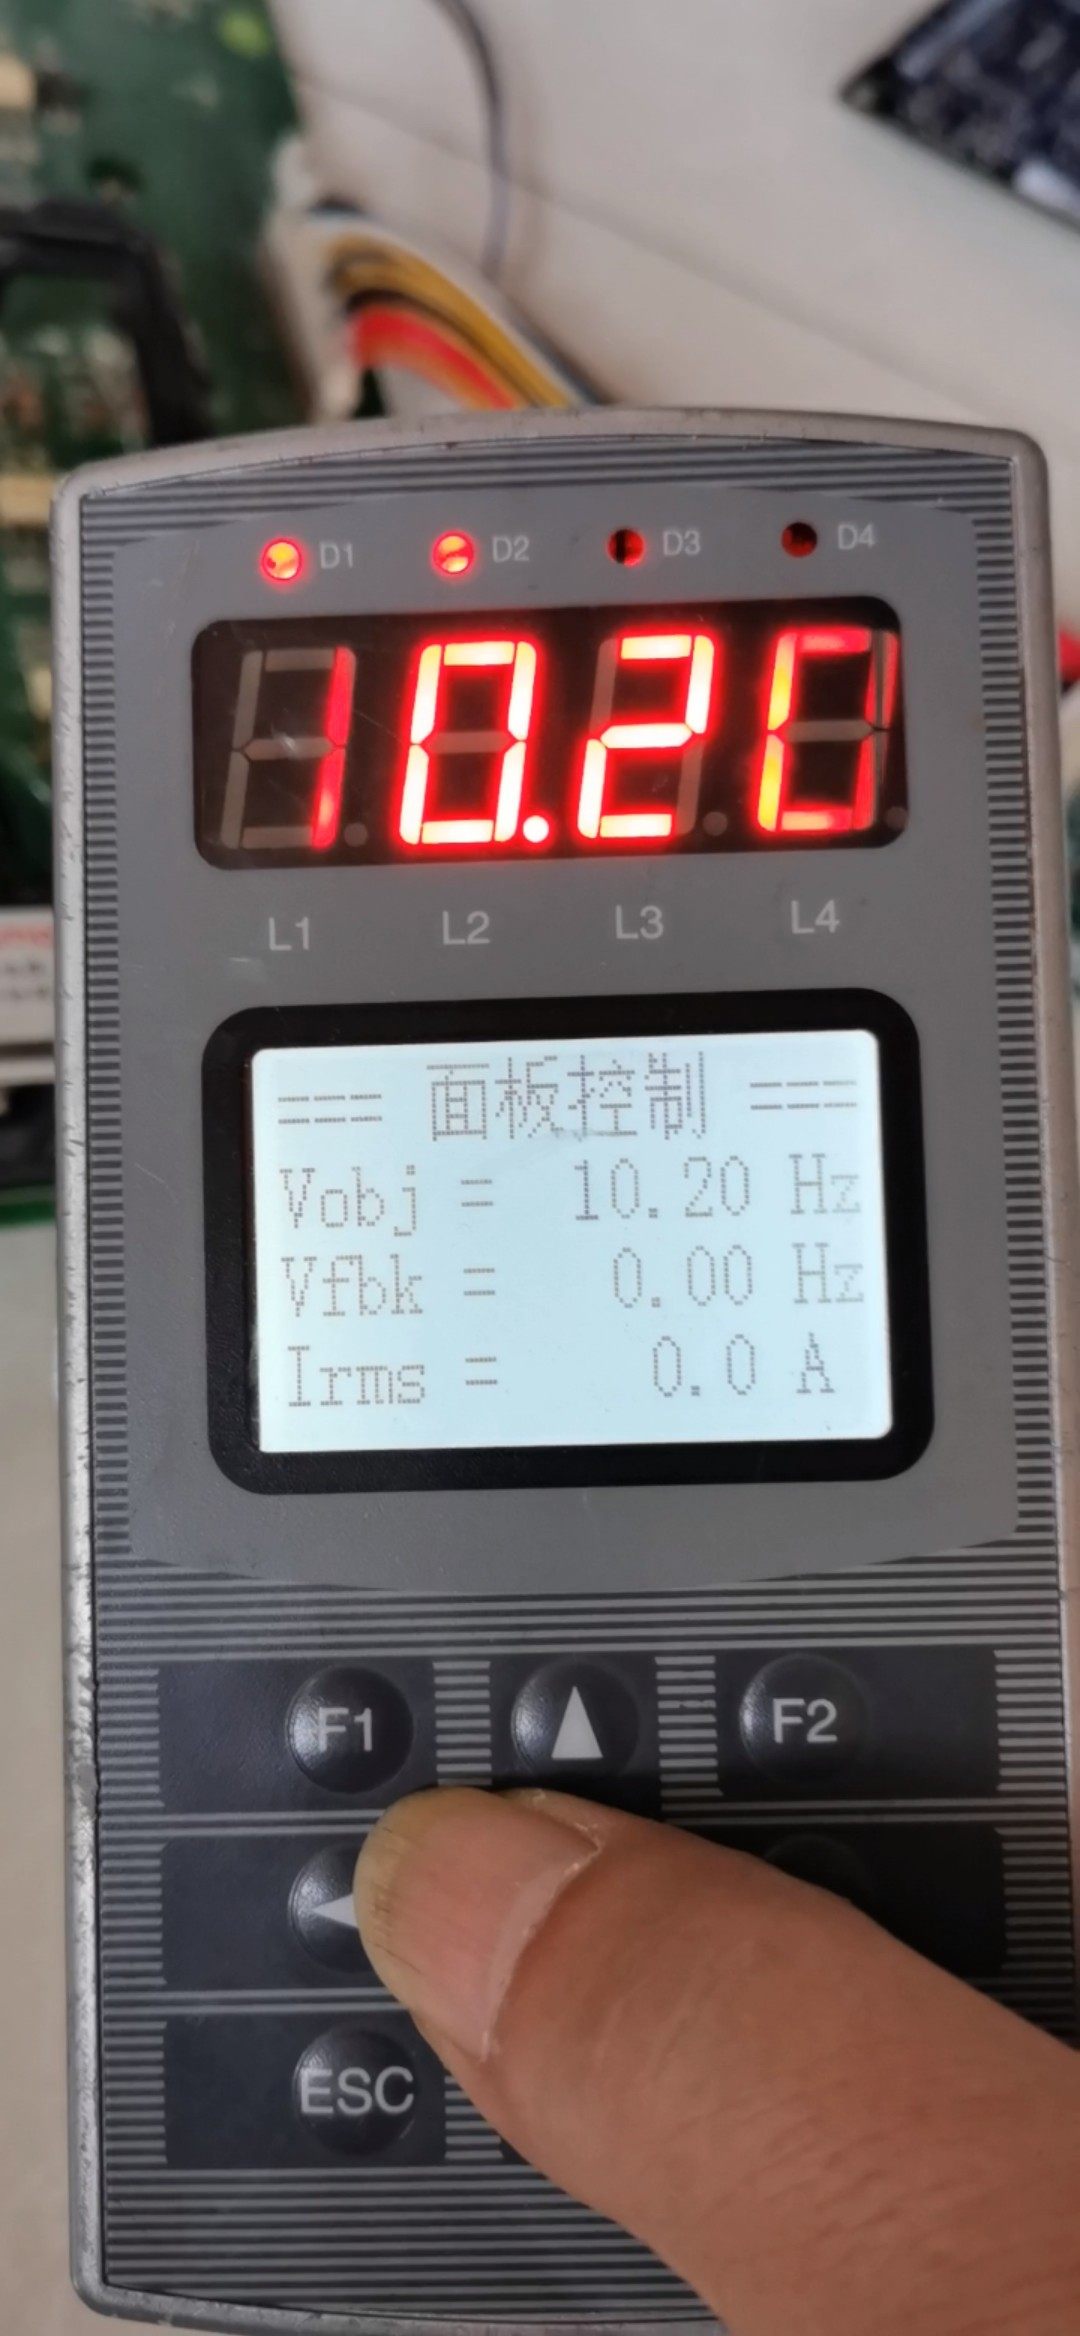 D1 D2 D3 D4
10.20
L1 L2 L3 L4
=== 面板控制 ===
Vobj = 10.20 Hz
Vfbk = 0.00 Hz
Irms = 0.0 A
F1 F2
ESC